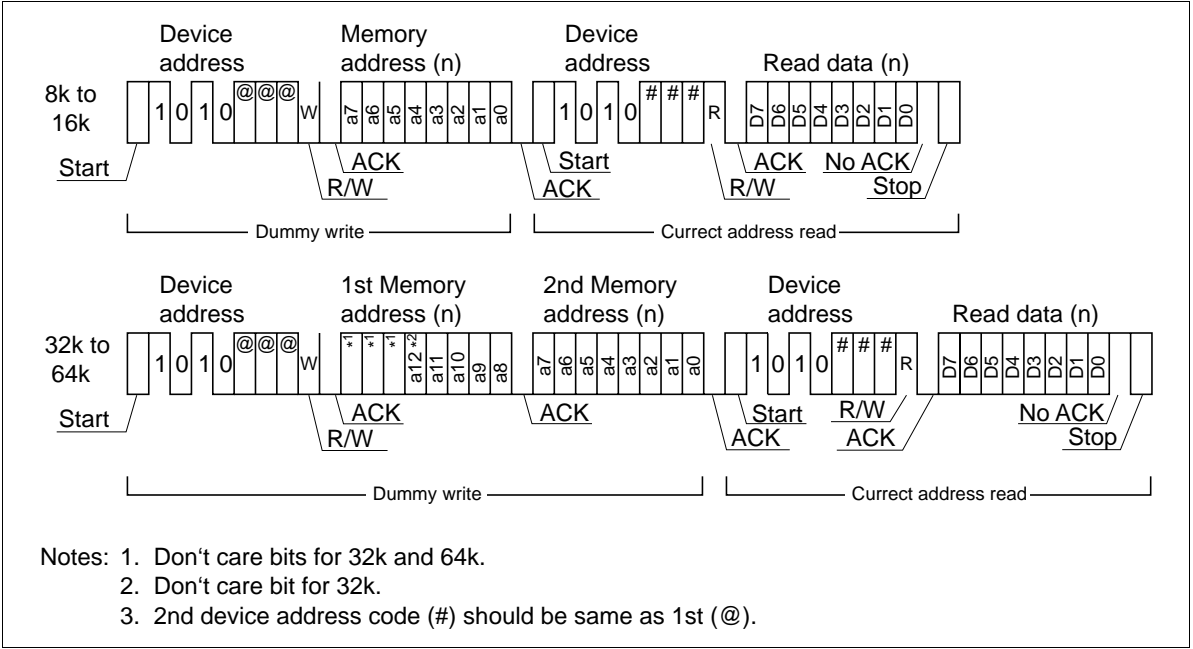 Device address
Memory address (n)
Device address
Read data (n)
8k to 16k
1 0 1 0 @ @ @ W a7 a6 a5 a4 a3 a2 a1 a0 1 0 1 0 # # # R D7 D6 D5 D4 D3 D2 D1 D0
Start
R/W
ACK
ACK
Start
R/W
ACK
No ACK
Stop
Dummy write
Currect address read
Device address
1st Memory address (n)
2nd Memory address (n)
Device address
Read data (n)
32k to 64k
1 0 1 0 @ @ @ W *1 *1 *1 a12*2 a11 a10 a9 a8 a7 a6 a5 a4 a3 a2 a1 a0 1 0 1 0 # # # R D7 D6 D5 D4 D3 D2 D1 D0
Start
R/W
ACK
ACK
ACK
Start
R/W
ACK
No ACK
Stop
Dummy write
Currect address read
Notes: 1. Don‘t care bits for 32k and 64k.
2. Don‘t care bit for 32k.
3. 2nd device address code (#) should be same as 1st (@).